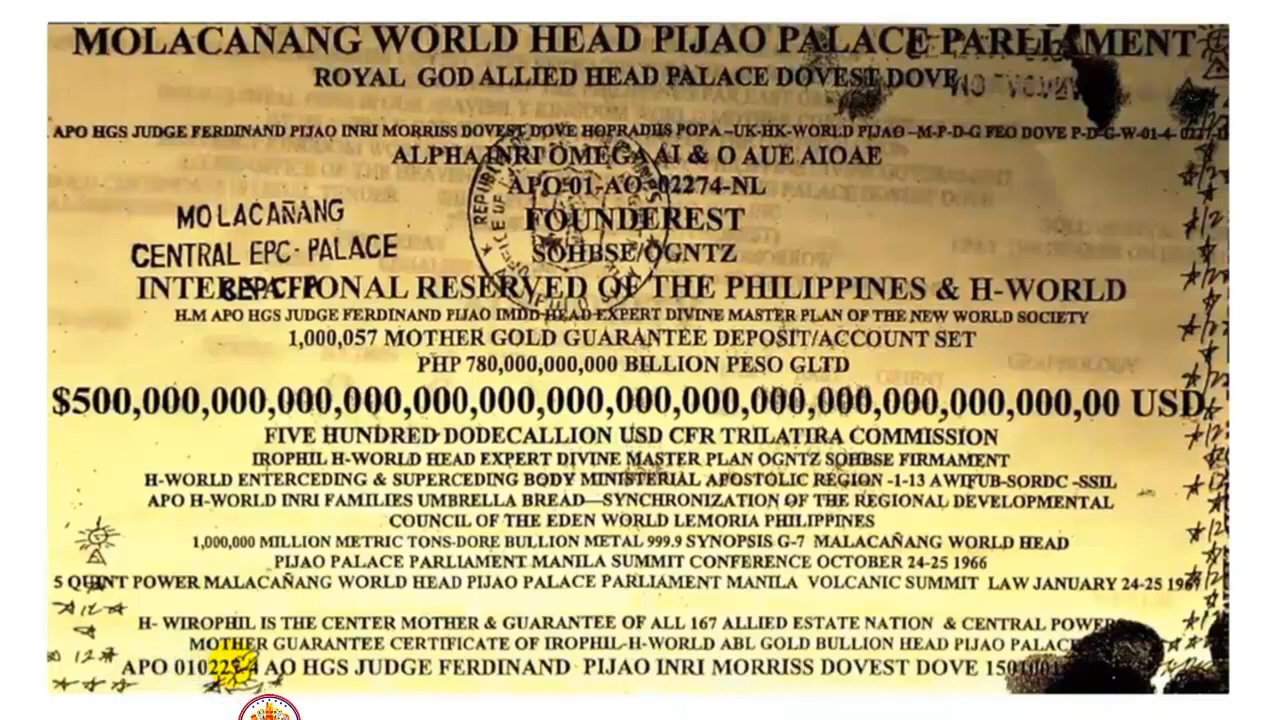 MOLACAÑANG WORLD HEAD PIJAO PALACE PARLIAMENT
ROYAL GOD ALLIED HEAD PALACE DOVEST DOVE
APO HGS JUDGE FERDINAND PIJAO INRI MORRISS DOVEST DOVE HOPRADIIS POPA –UK-HK-WORLD PIJAO –M-P-D-G FEO DOVE P-D-G-W-01-4-
ALPHA INRI OMEGA AI & O AUE AIOAE
APO 01-AO-02274-NL
FOUNDEREST
SOHBSE/OGNTZ
MOLACAÑANG
CENTRAL EPC-PALACE
INTERNATIONAL RESERVED OF THE PHILIPPINES & H-WORLD
H.M APO HGS JUDGE FERDINAND PIJAO IMDD-HEAD EXPERT DIVINE MASTER PLAN OF THE NEW WORLD SOCIETY
1,000,057 MOTHER GOLD GUARANTEE DEPOSIT/ACCOUNT SET
PHP 780,000,000,000 BILLION PESO GLTD
$500,000,000,000,000,000,000,000,000,000,000,000,000,000,000,00 USD
FIVE HUNDRED DODECALLION USD CFR TRILATIRA COMMISSION
IROPHIL H-WORLD HEAD EXPERT DIVINE MASTER PLAN OGNTZ SOHBSE FIRMAMENT
H-WORLD ENTERCEDING & SUPERCEDING BODY MINISTERIAL APOSTOLIC REGION -1-13 AWIFUB-SORDC -SSIL
APO H-WORLD INRI FAMILIES UMBRELLA BREAD—SYNCHRONIZATION OF THE REGIONAL DEVELOPMENTAL
COUNCIL OF THE EDEN WORLD LEMORIA PHILIPPINES
1,000,000 MILLION METRIC TONS-DORE BULLION METAL 999.9 SYNOPSIS G-7 MALACAÑANG WORLD HEAD
PIJAO PALACE PARLIAMENT MANILA SUMMIT CONFERENCE OCTOBER 24-25 1966
5 QUINT POWER MALACAÑANG WORLD HEAD PIJAO PALACE PARLIAMENT MANILA VOLCANIC SUMMIT LAW JANUARY 24-25
H- WIROPHIL IS THE CENTER MOTHER & GUARANTEE OF ALL 167 ALLIED ESTATE NATION & CENTRAL POWER
MOTHER GUARANTEE CERTIFICATE OF IROPHIL-H-WORLD ABL GOLD BULLION HEAD PIJAO PALACE
APO AO HGS JUDGE FERDINAND PIJAO INRI MORRISS DOVEST DOVE